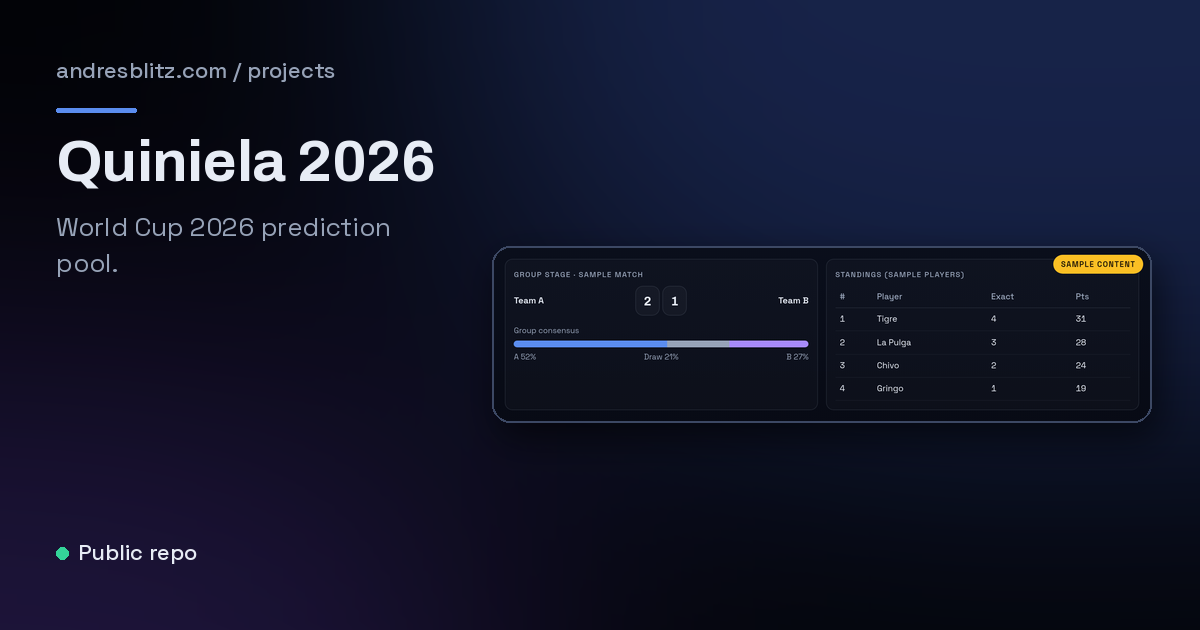 andresblitz.com / projects
Quiniela 2026
World Cup 2026 prediction
pool.
GROUP STAGE · SAMPLE MATCH
Team A
2 1
Team B
Group consensus
A 52%
Draw 21%
B 27%
SAMPLE CONTENT
STANDINGS (SAMPLE PLAYERS)
# Player Exact Pts
1 Tigre 4 31
2 La Pulga 3 28
3 Chivo 2 24
4 Gringo 1 19
Public repo